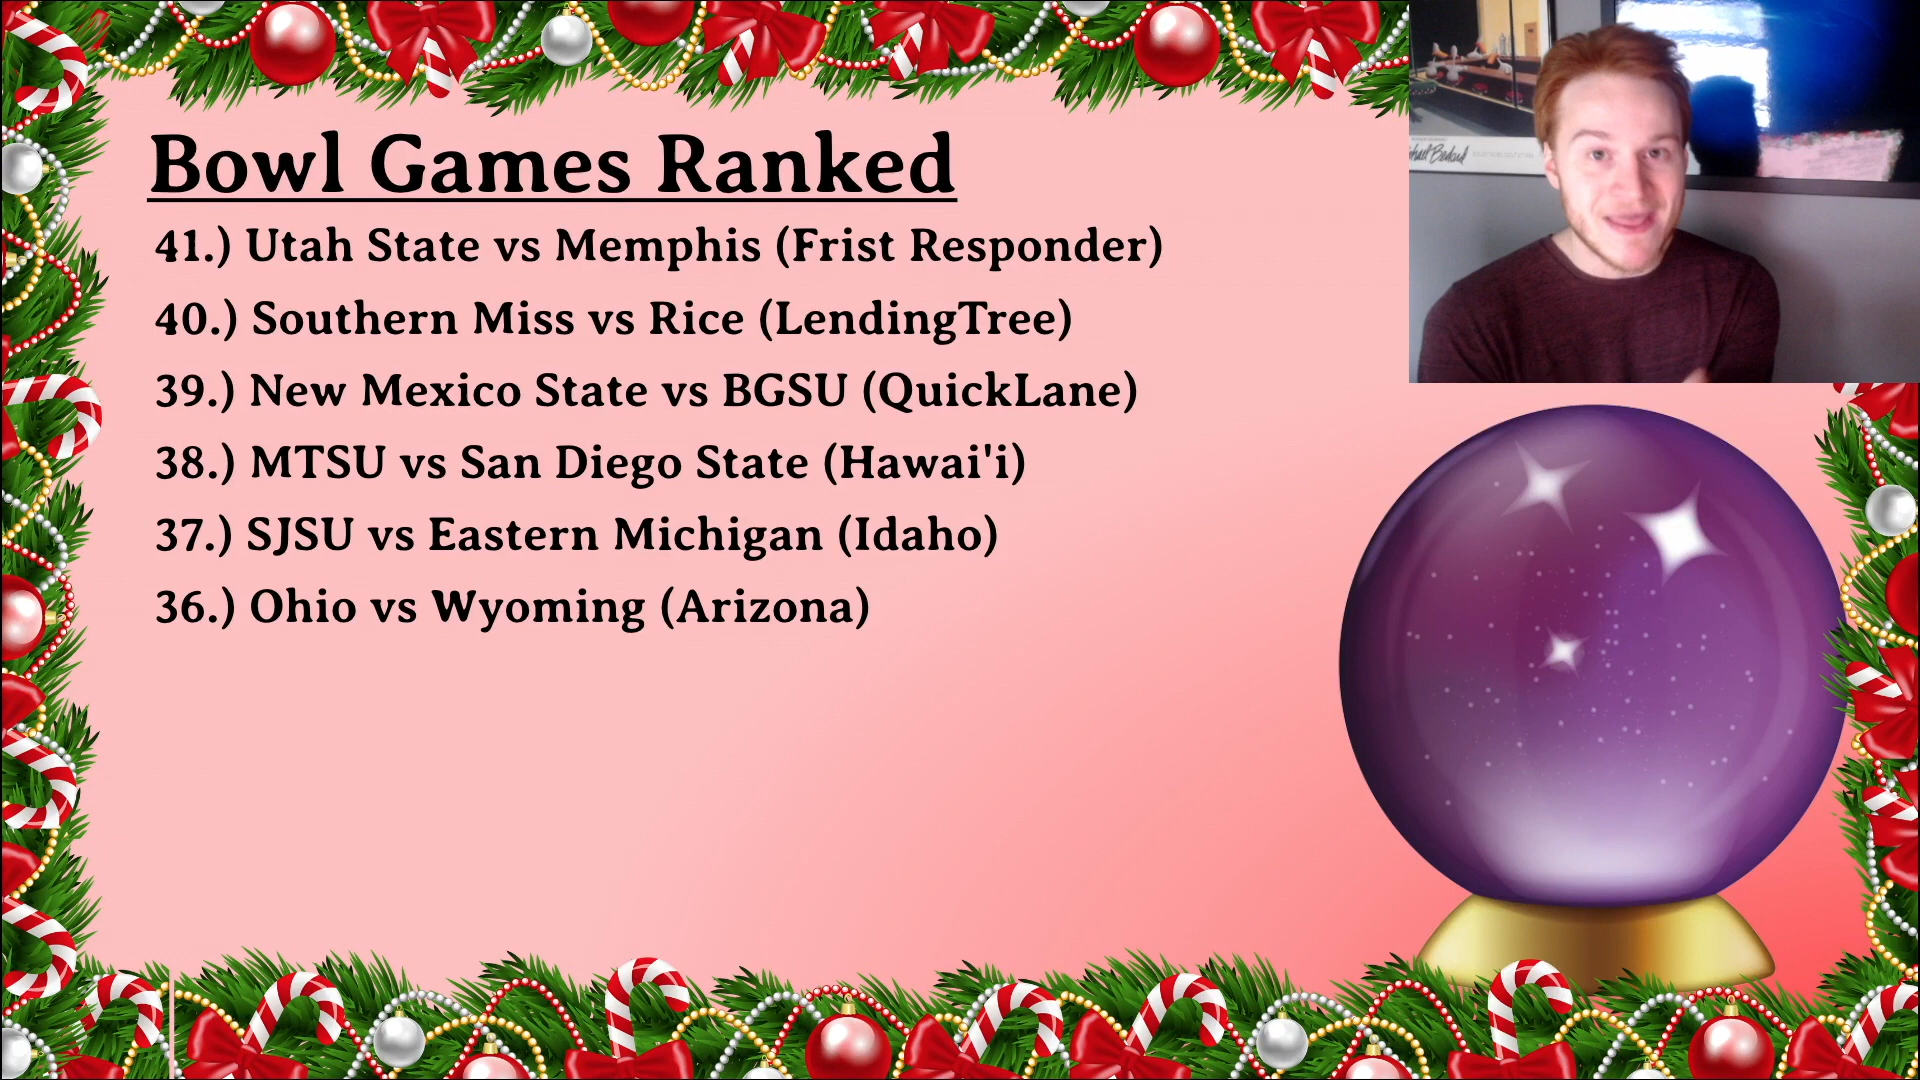 Bowl Games Ranked
41.) Utah State vs Memphis (Frist Responder)
40.) Southern Miss vs Rice (LendingTree)
39.) New Mexico State vs BGSU (QuickLane)
38.) MTSU vs San Diego State (Hawai'i)
37.) SJSU vs Eastern Michigan (Idaho)
36.) Ohio vs Wyoming (Arizona)